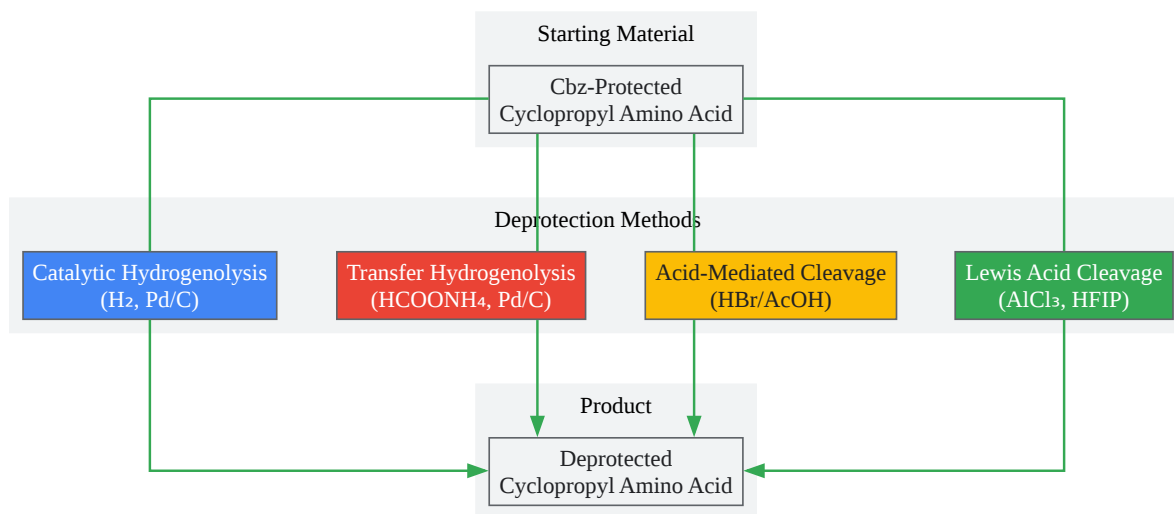 Starting Material
Cbz-Protected
Cyclopropyl Amino Acid
Deprotection Methods
Catalytic Hydrogenolysis
(H₂, Pd/C)
Transfer Hydrogenolysis
(HCOONH₄, Pd/C)
Acid-Mediated Cleavage
(HBr/AcOH)
Lewis Acid Cleavage
(AlCl₃, HFIP)
Product
Deprotected
Cyclopropyl Amino Acid